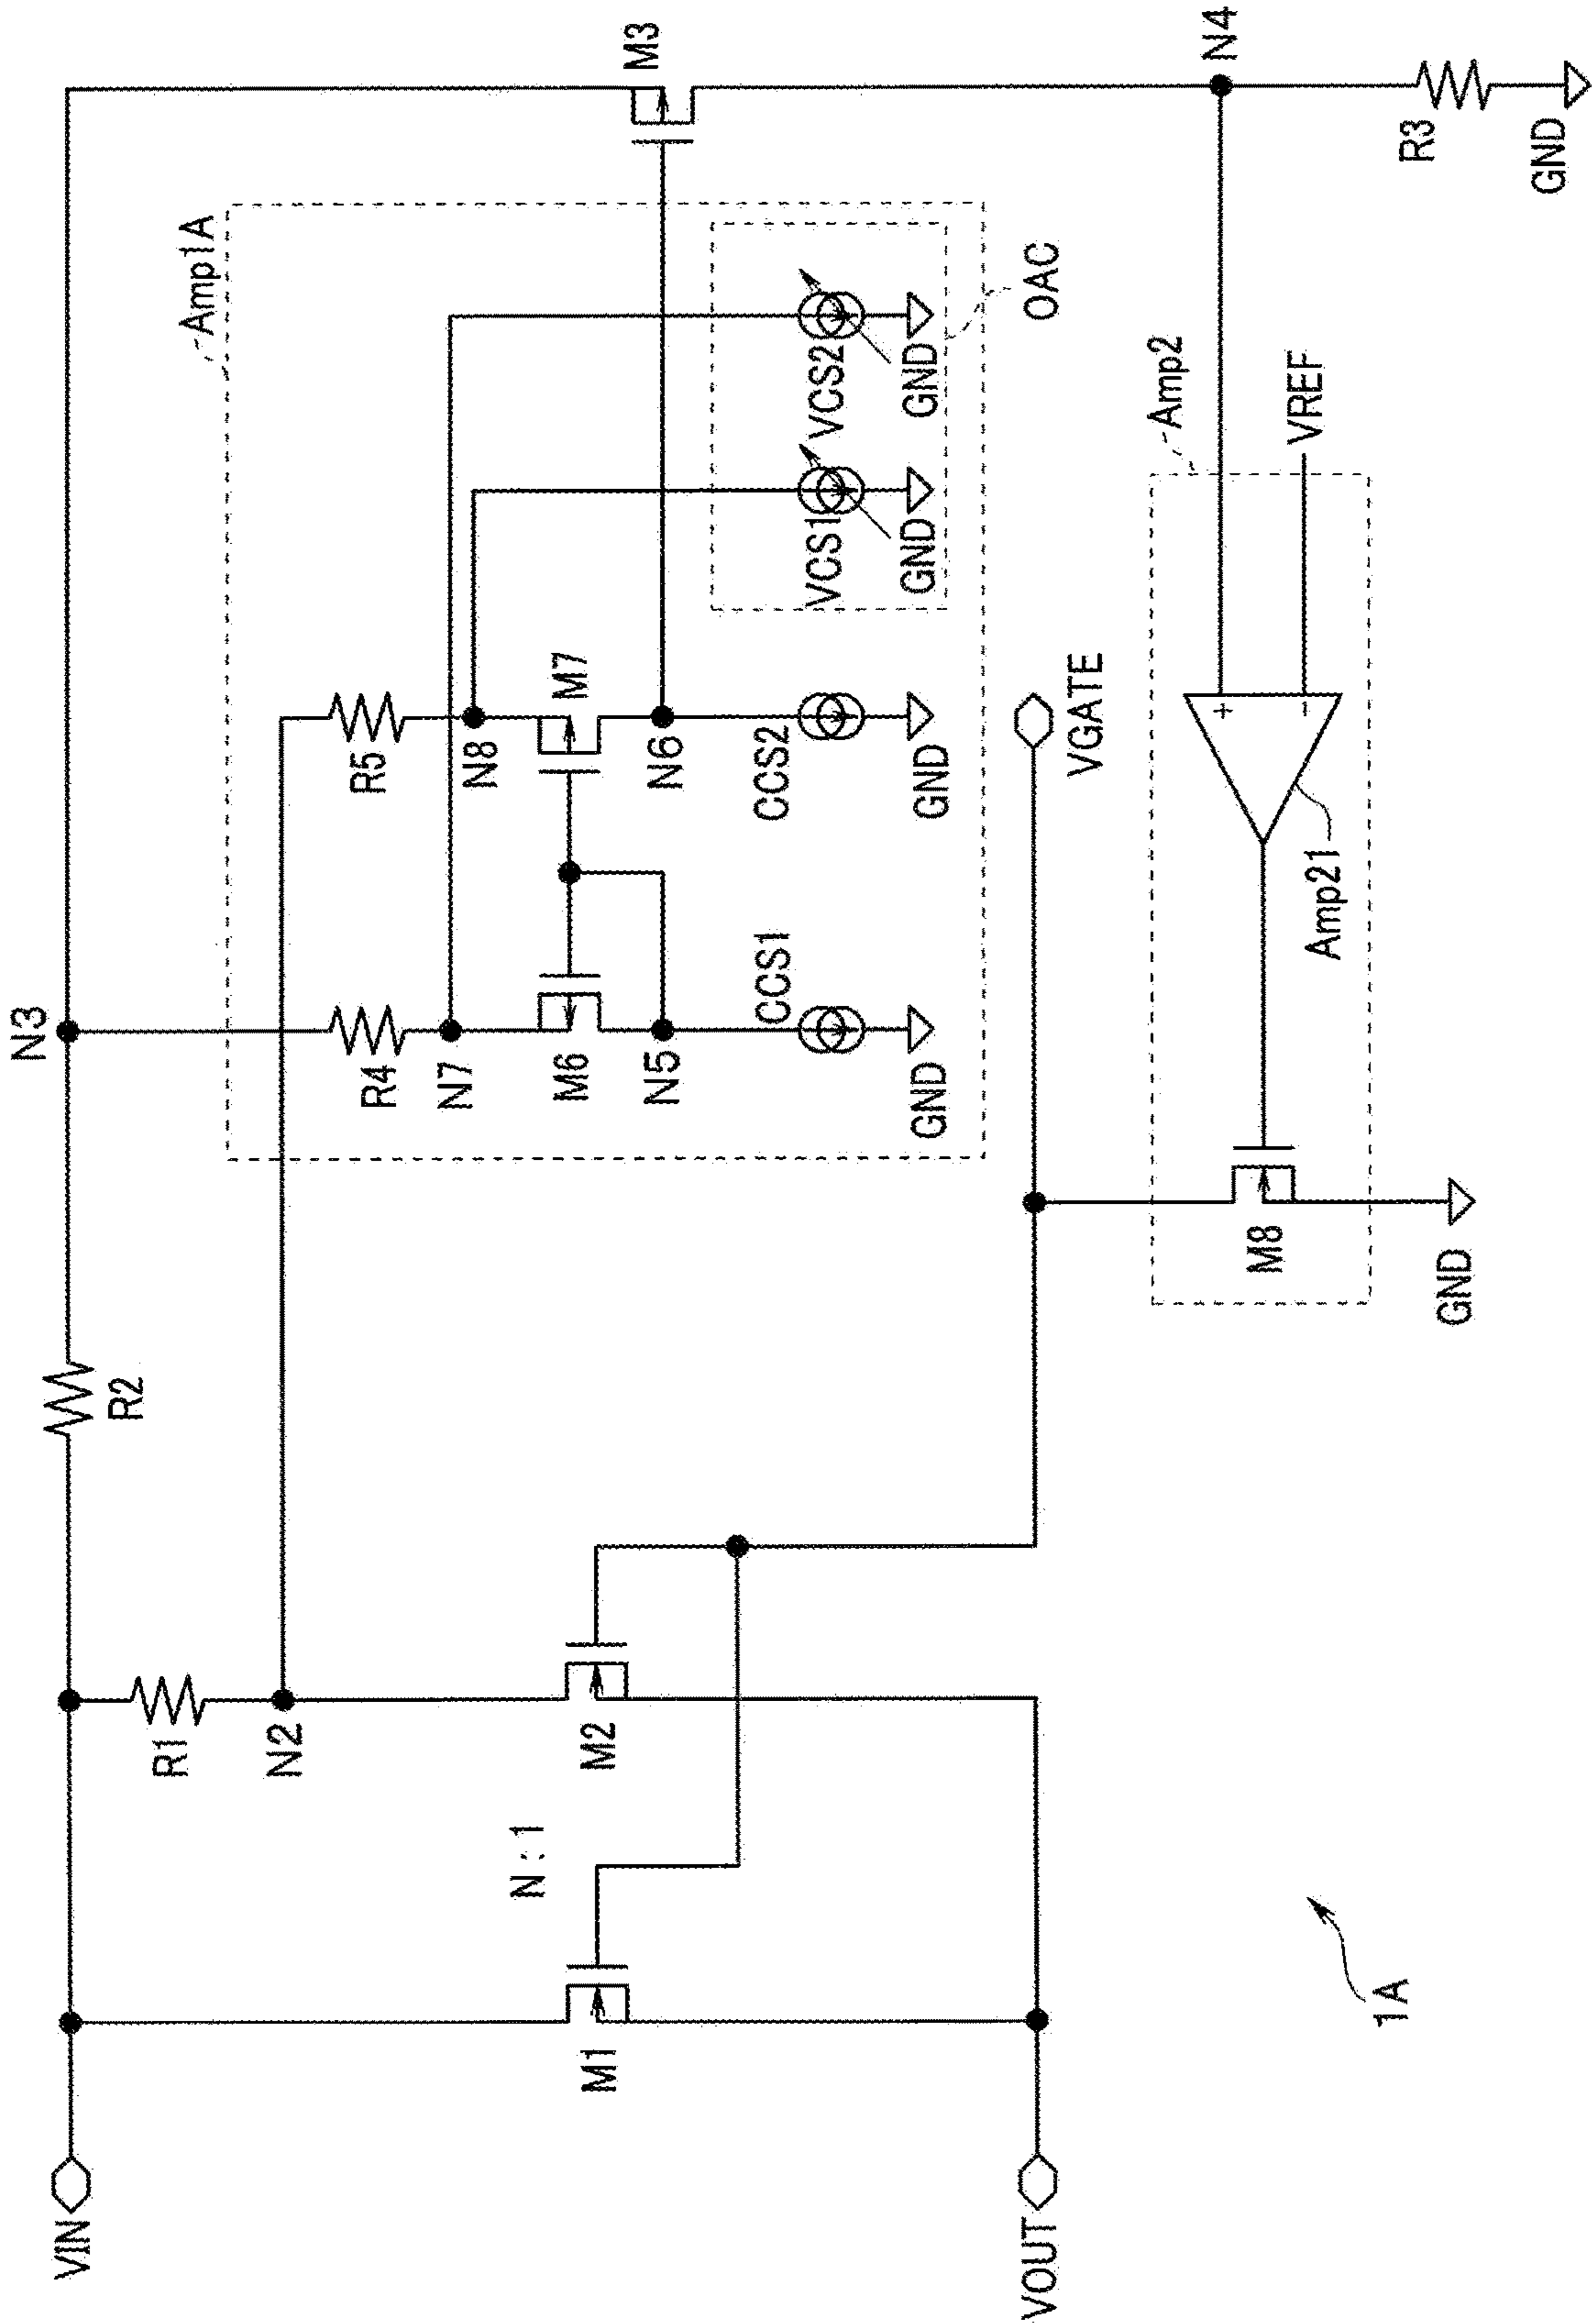 N3
VIN
R2
M3
R1
N2
Amp1A
R4
R5
N7
N8
M6
M7
N5
N6
CCS1
CCS2
VCS1
VCS2
GND
GND
GND
GND
OAC
N:1
M1
M2
VOUT
VGATE
N4
Amp2
VREF
+
-
Amp21
M8
GND
R3
GND
1A